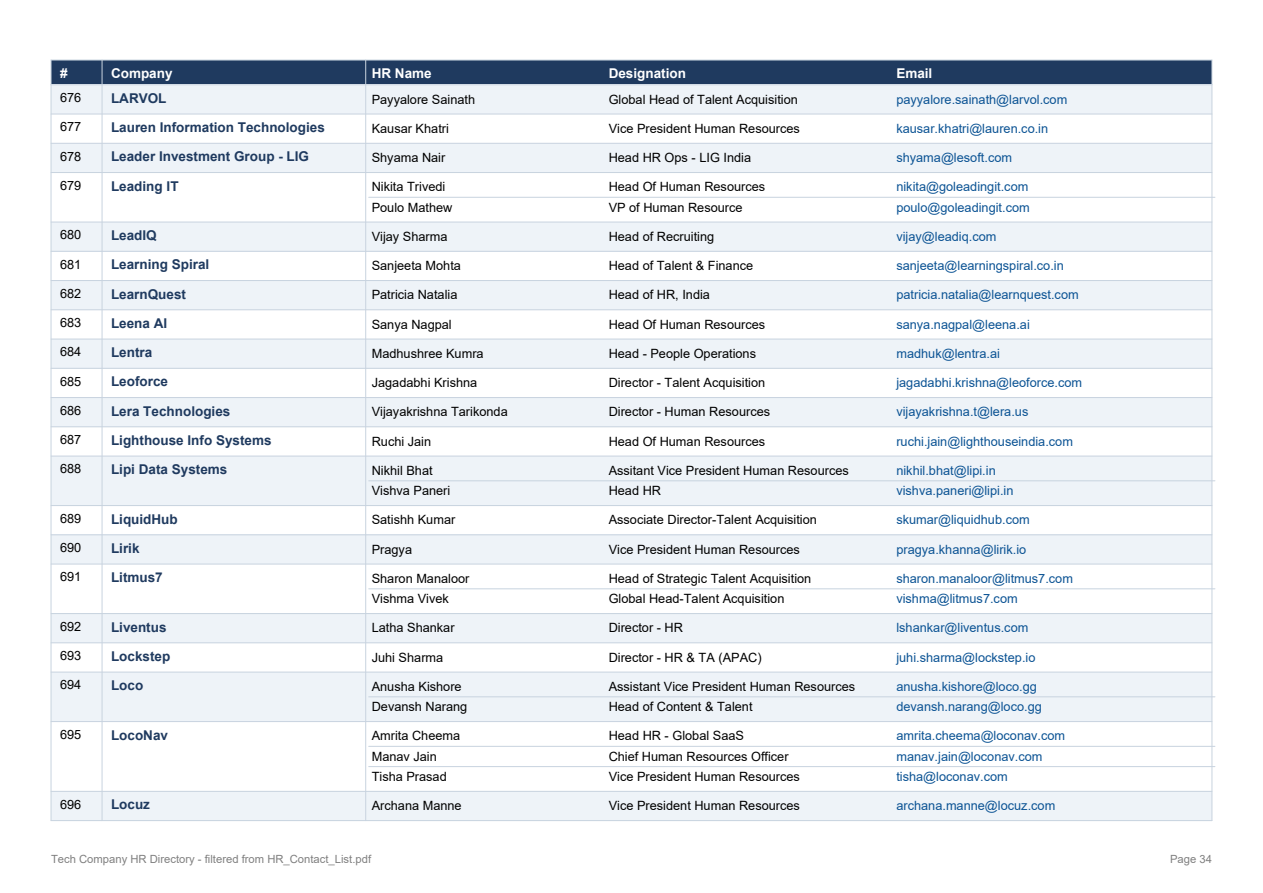 # Company HR Name Designation Email
676 LARVOL Payyalore Sainath Global Head of Talent Acquisition payyalore.sainath@larvol.com
677 Lauren Information Technologies Kausar Khatri Vice President Human Resources kausar.khatri@lauren.co.in
678 Leader Investment Group - LIG Shyama Nair Head HR Ops - LIG India shyama@lesoft.com
679 Leading IT Nikita Trivedi Head Of Human Resources nikita@goleadingit.com
Poulo Mathew VP of Human Resource poulo@goleadingit.com
680 LeadIQ Vijay Sharma Head of Recruiting vijay@leadiq.com
681 Learning Spiral Sanjeeta Mohta Head of Talent & Finance sanjeeta@learningspiral.co.in
682 LearnQuest Patricia Natalia Head of HR, India patricia.natalia@learnquest.com
683 Leena AI Sanya Nagpal Head Of Human Resources sanya.nagpal@leena.ai
684 Lentra Madhushree Kumra Head - People Operations madhuk@lentra.ai
685 Leoforce Jagadabhi Krishna Director - Talent Acquisition jagadabhi.krishna@leoforce.com
686 Lera Technologies Vijayakrishna Tarikonda Director - Human Resources vijayakrishna.t@lera.us
687 Lighthouse Info Systems Ruchi Jain Head Of Human Resources ruchi.jain@lighthouseindia.com
688 Lipi Data Systems Nikhil Bhat Assitant Vice President Human Resources nikhil.bhat@lipi.in
Vishva Paneri Head HR vishva.paneri@lipi.in
689 LiquidHub Satishh Kumar Associate Director-Talent Acquisition skumar@liquidhub.com
690 Lirik Pragya Vice President Human Resources pragya.khanna@lirik.io
691 Litmus7 Sharon Manaloor Head of Strategic Talent Acquisition sharon.manaloor@litmus7.com
Vishma Vivek Global Head-Talent Acquisition vishma@litmus7.com
692 Liventus Latha Shankar Director - HR lshankar@liventus.com
693 Lockstep Juhi Sharma Director - HR & TA (APAC) juhi.sharma@lockstep.io
694 Loco Anusha Kishore Assistant Vice President Human Resources anusha.kishore@loco.gg
Devansh Narang Head of Content & Talent devansh.narang@loco.gg
695 LocoNav Amrita Cheema Head HR - Global SaaS amrita.cheema@loconav.com
Manav Jain Chief Human Resources Officer manav.jain@loconav.com
Tisha Prasad Vice President Human Resources tisha@loconav.com
696 Locuz Archana Manne Vice President Human Resources archana.manne@locuz.com
Tech Company HR Directory - filtered from HR_Contact_List.pdf Page 34